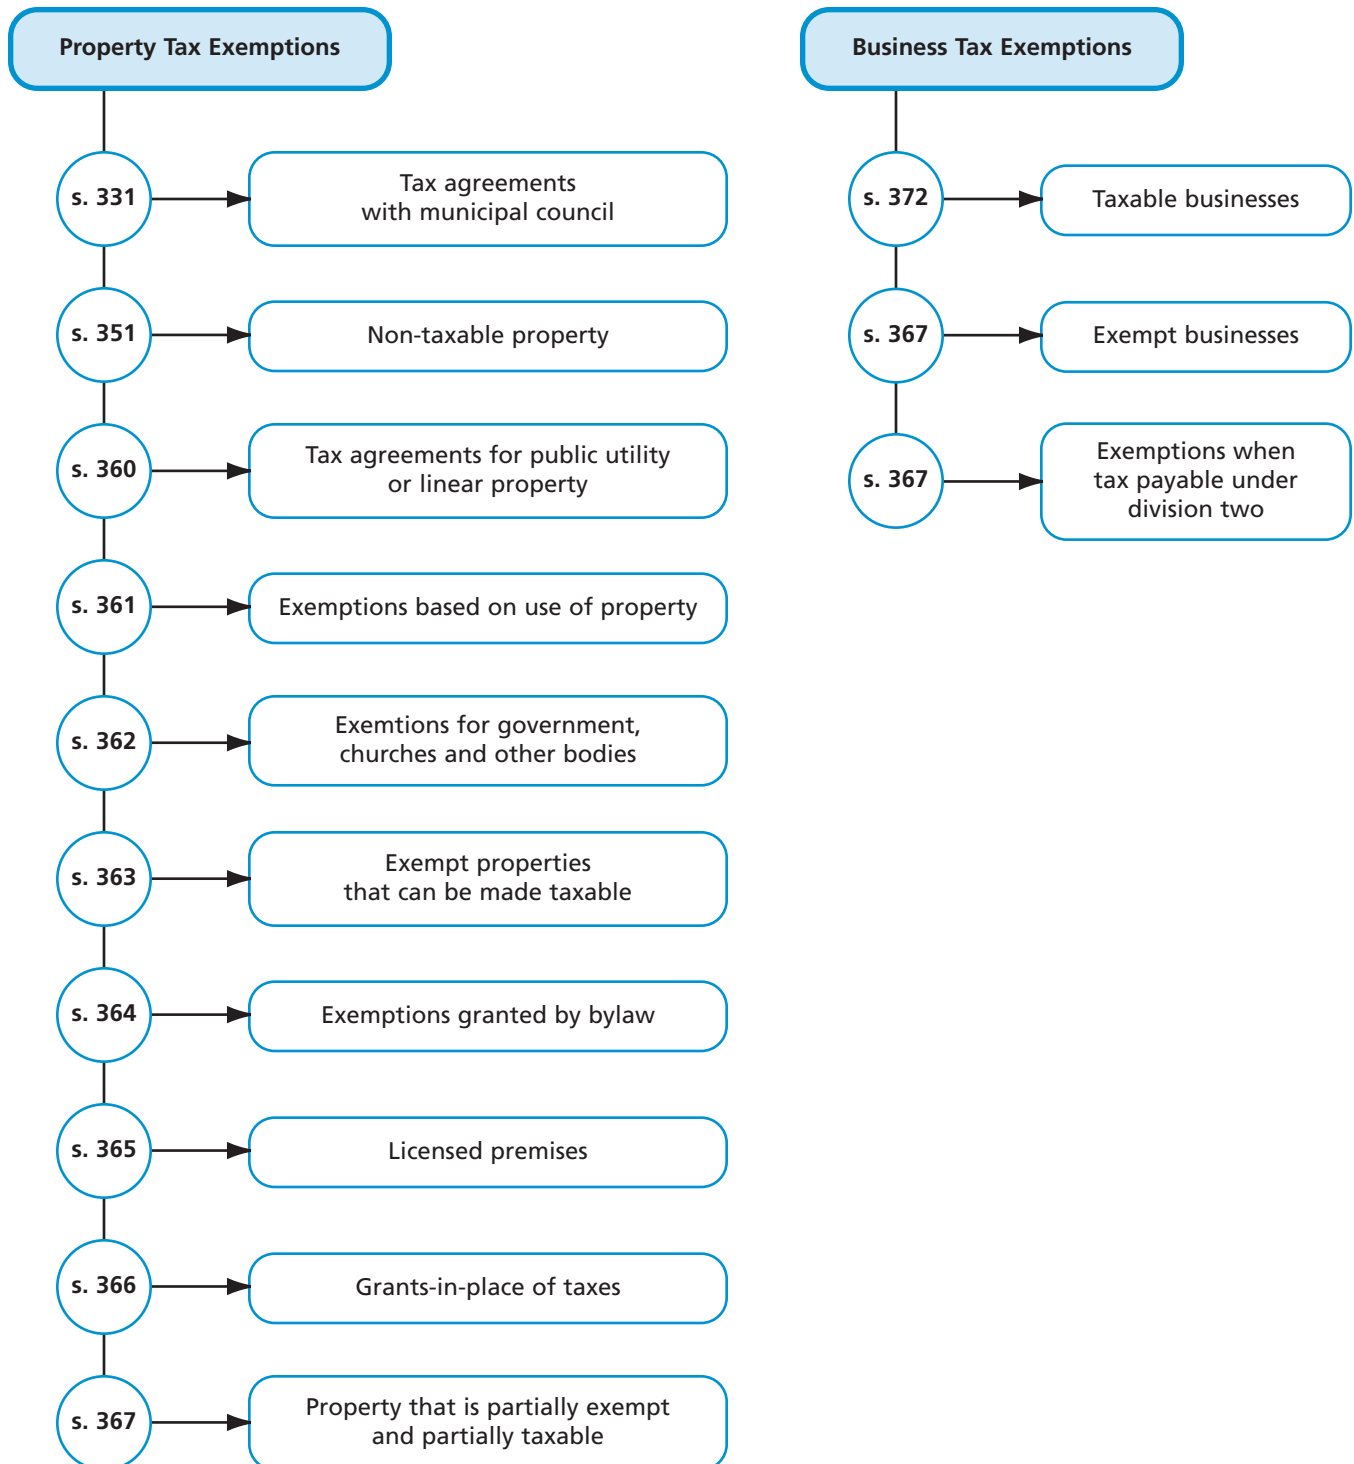 Property Tax Exemptions
s. 331
Tax agreements
with municipal council
s. 351
Non-taxable property
s. 360
Tax agreements for public utility
or linear property
s. 361
Exemptions based on use of property
s. 362
Exemtions for government,
churches and other bodies
s. 363
Exempt properties
that can be made taxable
s. 364
Exemptions granted by bylaw
s. 365
Licensed premises
s. 366
Grants-in-place of taxes
s. 367
Property that is partially exempt
and partially taxable
Business Tax Exemptions
s. 372
Taxable businesses
s. 367
Exempt businesses
s. 367
Exemptions when
tax payable under
division two